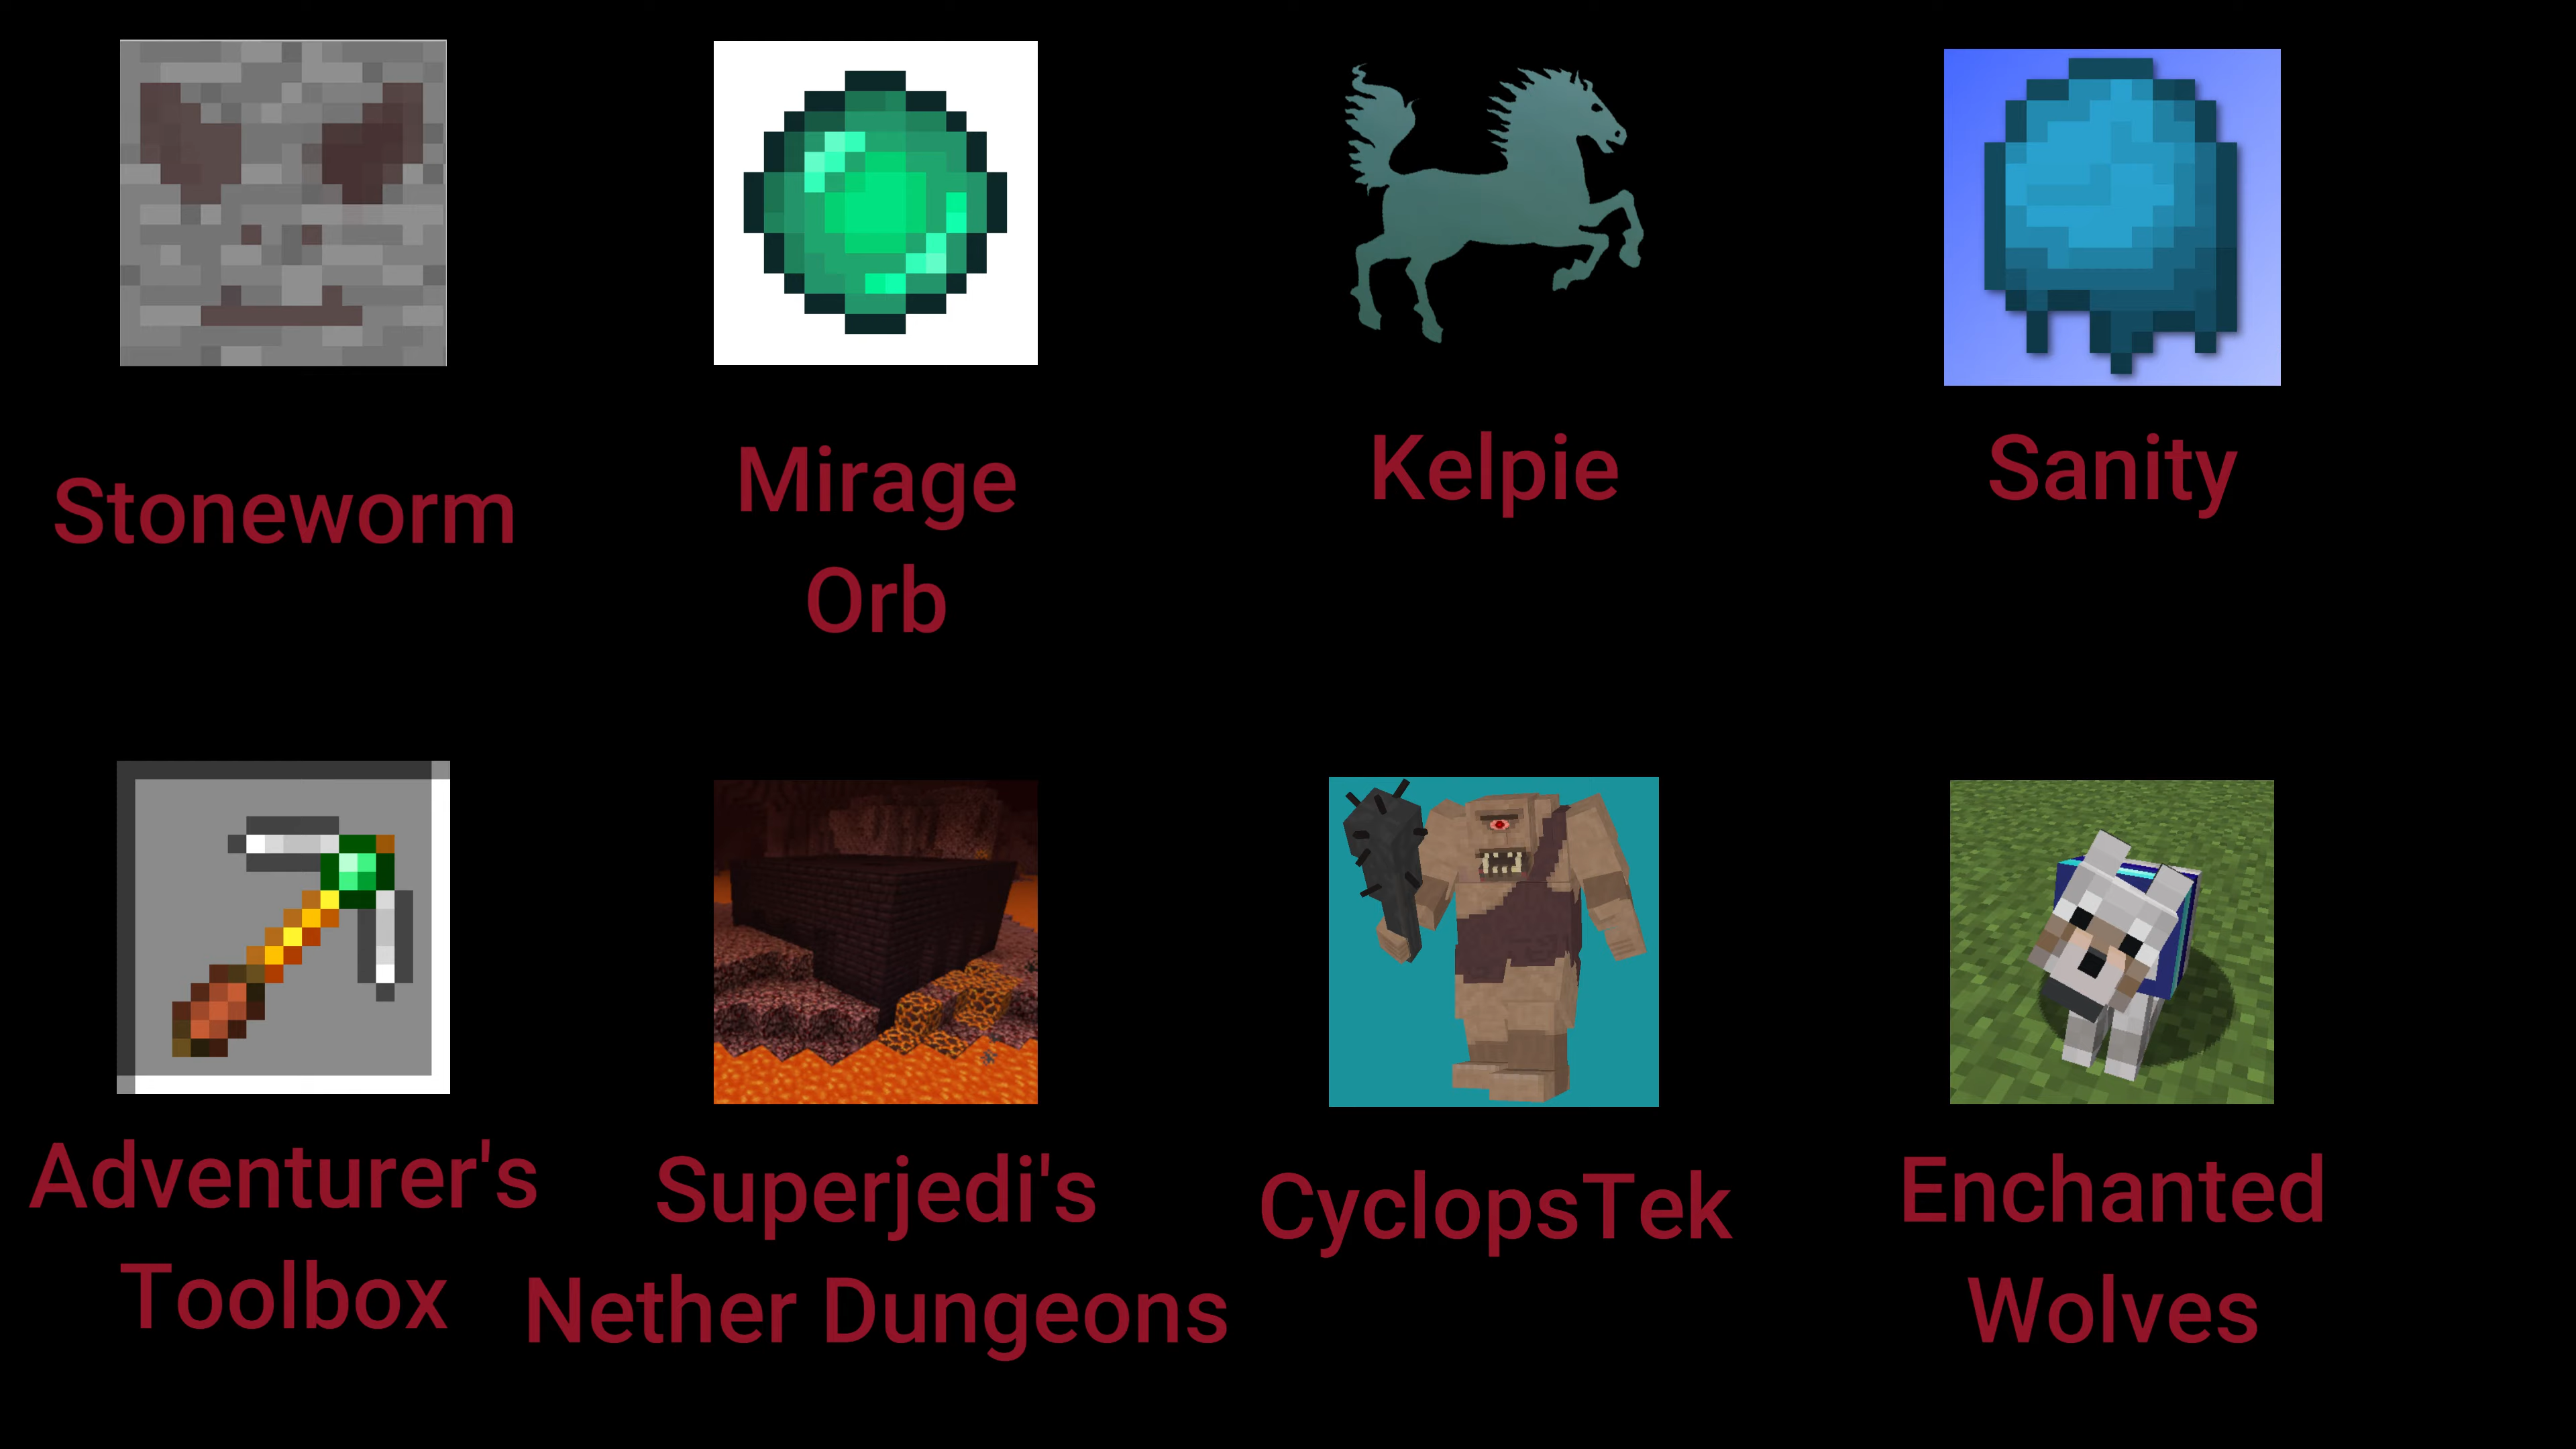 Stoneworm
Mirage
Orb
Kelpie
Sanity
Adventurer's
Toolbox
Superjedi's
Nether Dungeons
CyclopsTek
Enchanted
Wolves